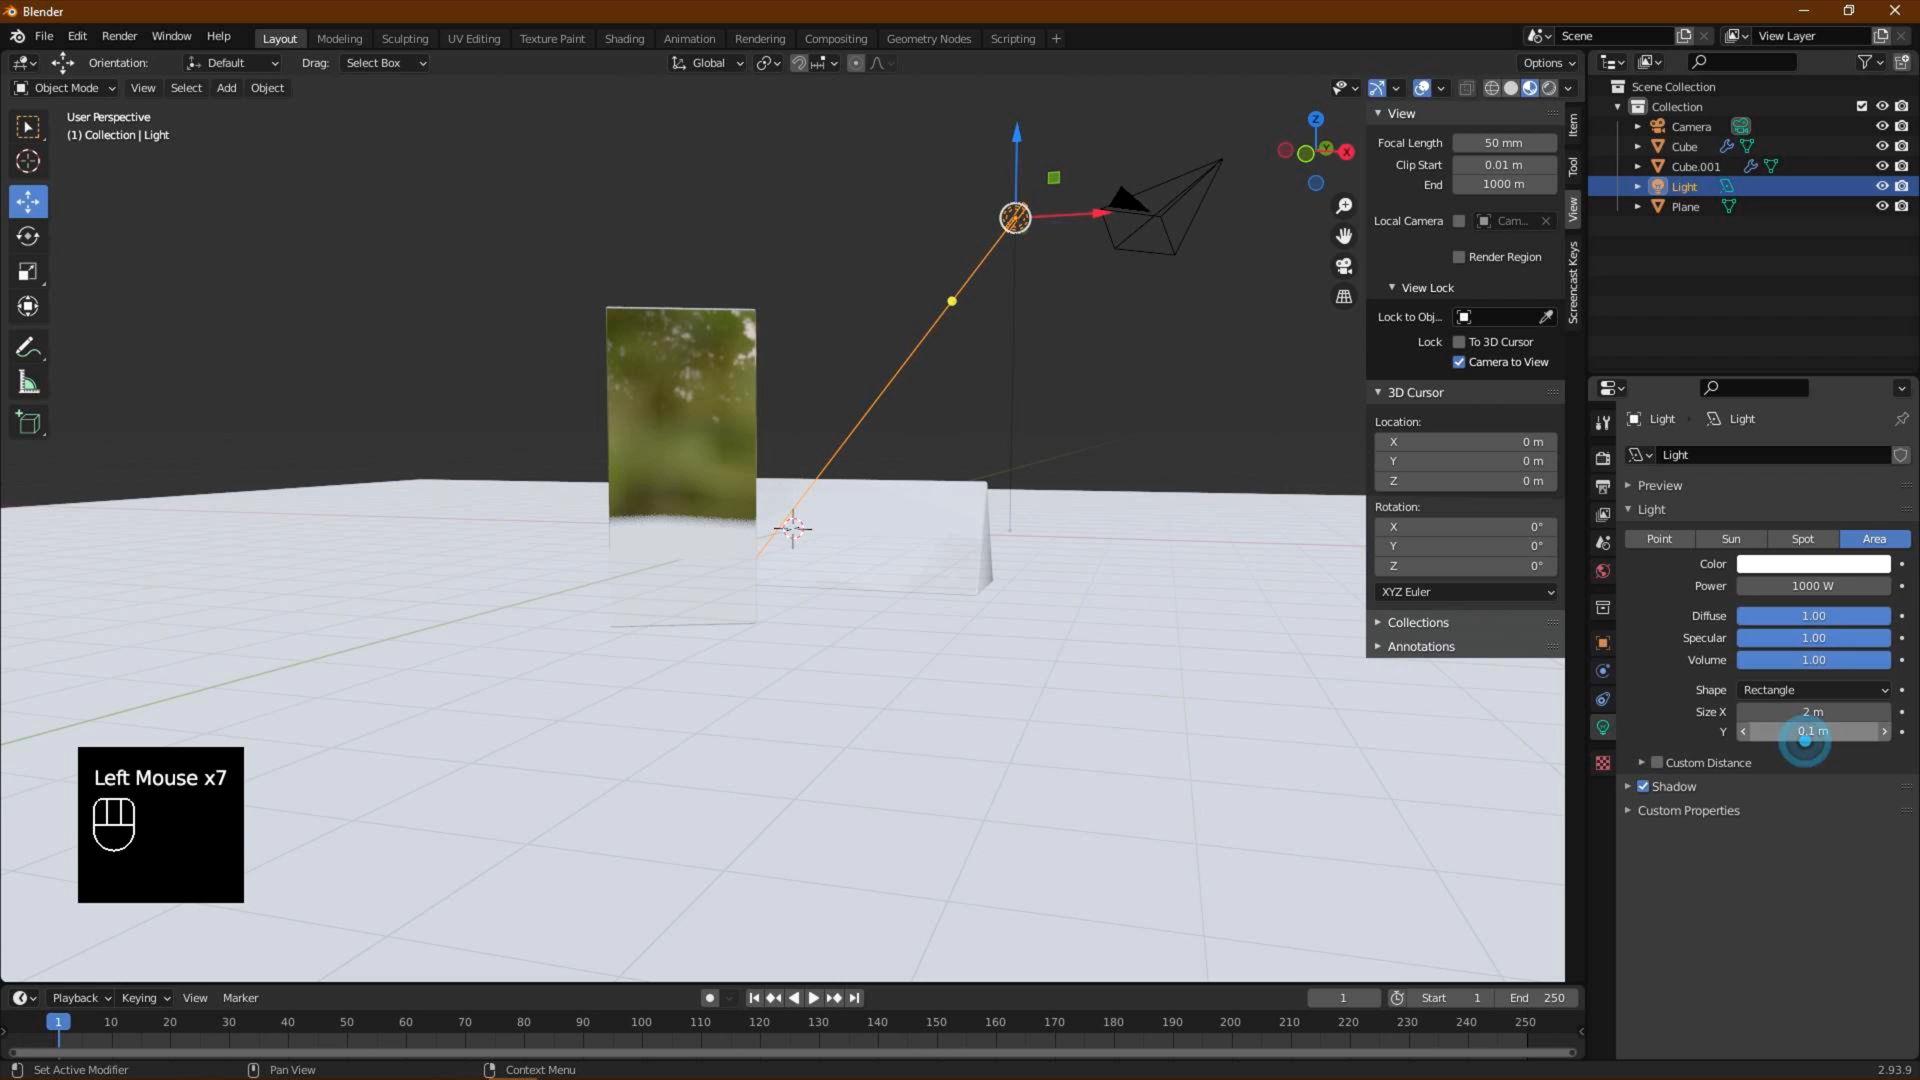 Blender
File Edit Render Window Help
Layout Modeling Sculpting UV Editing Texture Paint Shading Animation Rendering Compositing Geometry Nodes Scripting +
Scene
View Layer
Orientation: Default Drag: Select Box
Global
Options
Object Mode View Select Add Object
User Perspective
(1) Collection | Light
Z
Y
X
View
Focal Length 50 mm
Clip Start 0.01 m
End 1000 m
Local Camera Cam...
Render Region
View Lock
Lock to Obj...
Lock To 3D Cursor
Camera to View
3D Cursor
Location:
X 0 m
Y 0 m
Z 0 m
Rotation:
X 0°
Y 0°
Z 0°
XYZ Euler
Collections
Annotations
Item
Tool
View
Screencast Keys
Scene Collection
Collection
Camera
Cube
Cube.001
Light
Plane
Light Light
Light
Preview
Light
Point Sun Spot Area
Color
Power 1000 W
Diffuse 1.00
Specular 1.00
Volume 1.00
Shape Rectangle
Size X 2 m
Y 0.1 m
Custom Distance
Shadow
Custom Properties
Left Mouse x7
Playback Keying View Marker
1 Start 1 End 250
1 10 20 30 40 50 60 70 80 90 100 110 120 130 140 150 160 170 180 190 200 210 220 230 240 250
Set Active Modifier Pan View Context Menu
2.93.9